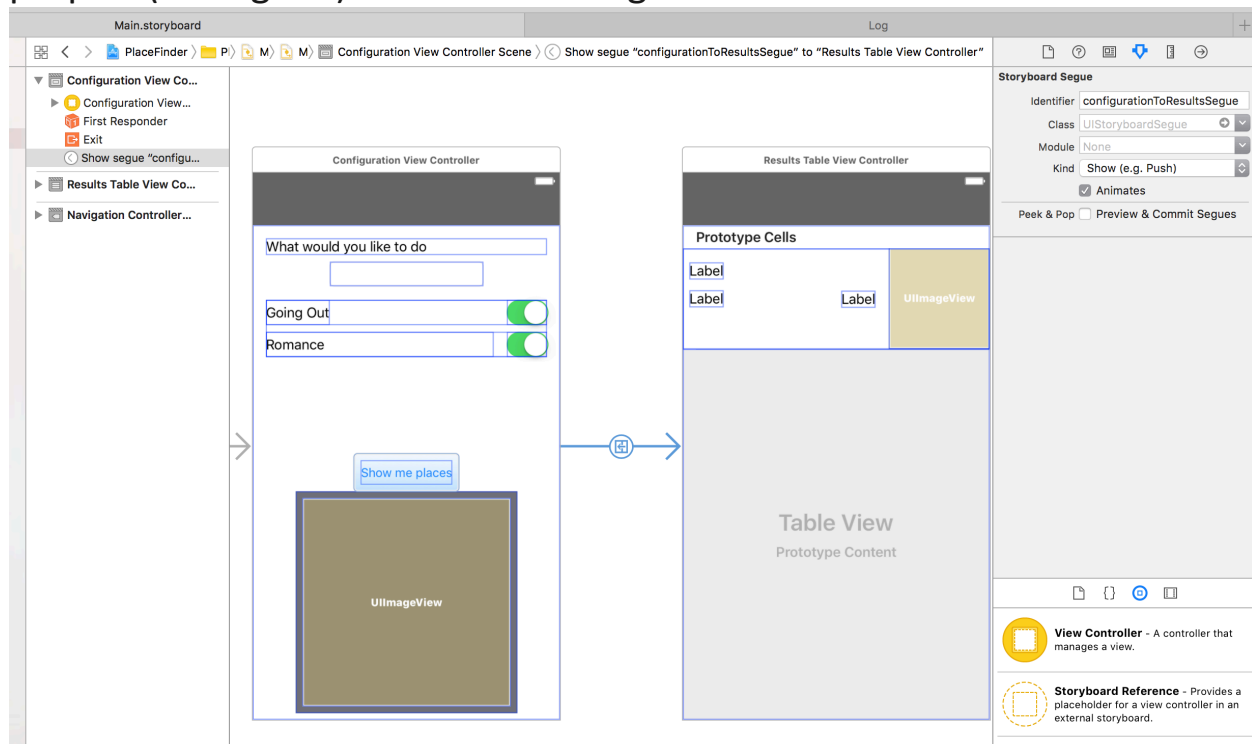 Main.storyboard
Log
PlaceFinder
P
M
M
Configuration View Controller Scene
Show segue “configurationToResultsSegue” to “Results Table View Controller”
Configuration View Co...
Configuration View...
First Responder
Exit
Show segue “configu...
Results Table View Co...
Navigation Controller...
Configuration View Controller
What would you like to do
Going Out
Romance
Show me places
UIImageView
Results Table View Controller
Prototype Cells
Label
Label
Label
UIImageView
Table View
Prototype Content
Storyboard Segue
Identifier configurationToResultsSegue
Class UIStoryboardSegue
Module None
Kind Show (e.g. Push)
Animates
Peek & Pop Preview & Commit Segues
View Controller - A controller that
manages a view.
Storyboard Reference - Provides a
placeholder for a view controller in an
external storyboard.